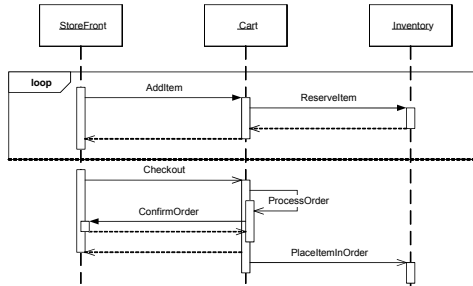 StoreFront
Cart
Inventory
loop
AddItem
ReserveItem
Checkout
ProcessOrder
ConfirmOrder
PlaceItemInOrder